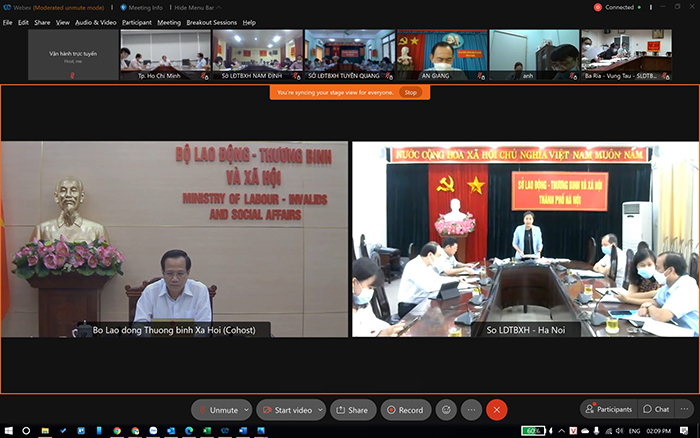 Webex (Moderated unmute mode) Meeting Info Hide Menu Bar Connected
File Edit Share View Audio & Video Participant Meeting Breakout Sessions Help
Vận hành trực tuyến
Host, me
Tp. Ho Chi Minh
Sở LĐTBXH NAM ĐỊNH
SỞ LĐTBXH TUYÊN QUANG
AN GIANG
anh
Ba Ria - Vung Tau - SLDTB...
You're syncing your stage view for everyone. Stop
BỘ LAO ĐỘNG - THƯƠNG BINH
VÀ XÃ HỘI
MINISTRY OF LABOUR - INVALIDS
AND SOCIAL AFFAIRS
Bo Lao dong Thuong binh Xa Hoi (Cohost)
NƯỚC CỘNG HÒA XÃ HỘI CHỦ NGHĨA VIỆT NAM MUÔN NĂM
SỞ LAO ĐỘNG - THƯƠNG BINH VÀ XÃ HỘI
THÀNH PHỐ HÀ NỘI
So LDTBXH - Ha Noi
Unmute Start video Share Record Participants Chat
60% ENG 02:09 PM